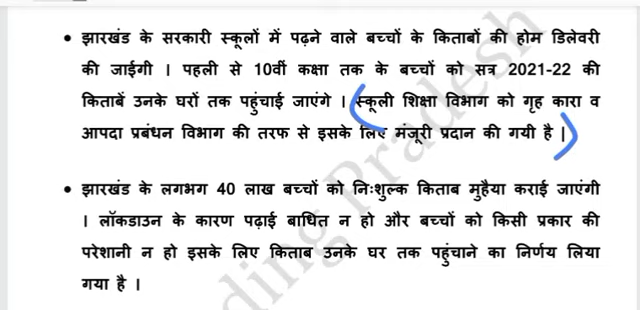 • झारखंड के सरकारी स्कूलों में पढ़ने वाले बच्चों के किताबों की होम डिलेवरी
की जाईगी । पहली से 10वीं कक्षा तक के बच्चों को सत्र 2021-22 की
किताबें उनके घरों तक पहुंचाई जाएंगे । स्कूली शिक्षा विभाग को गृह कारा व
आपदा प्रबंधन विभाग की तरफ से इसके लिए मंजूरी प्रदान की गयी है ।
• झारखंड के लगभग 40 लाख बच्चों को निःशुल्क किताब मुहैया कराई जाएंगी
। लॉकडाउन के कारण पढ़ाई बाधित न हो और बच्चों को किसी प्रकार की
परेशानी न हो इसके लिए किताब उनके घर तक पहुंचाने का निर्णय लिया
गया है ।
ding Pradesh